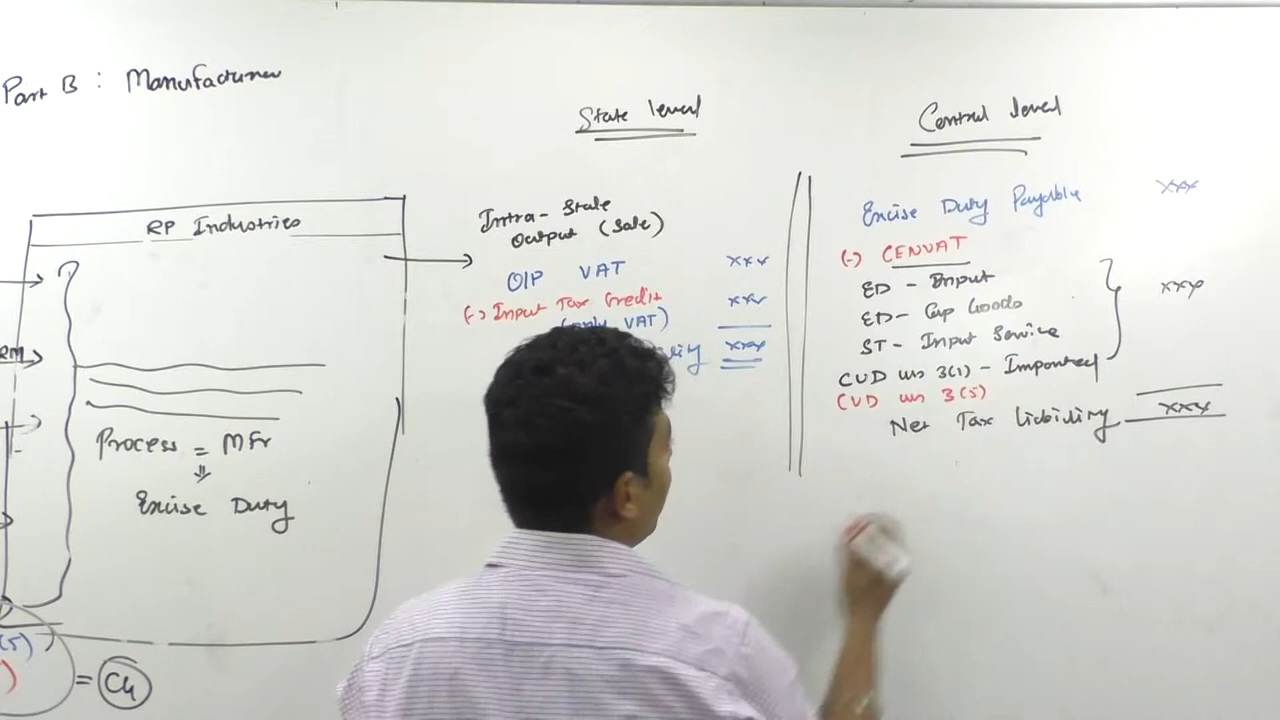 Part B : Manufacturer
RP Industries
RM
Process = MFr
Excise Duty
(5))
)
= C4
State level
Intra-State
Output (Sale)
O/P VAT xxx
(-) Input Tax Credit xxx
(only VAT)
xxx
Central level
Excise Duty Payable xxx
(-) CENVAT
ED - Input
ED - Cap Goods xxx
ST - Input Service
CVD u/s 3(1) - Imported
CVD u/s 3(5)
Net Tax liability xxx